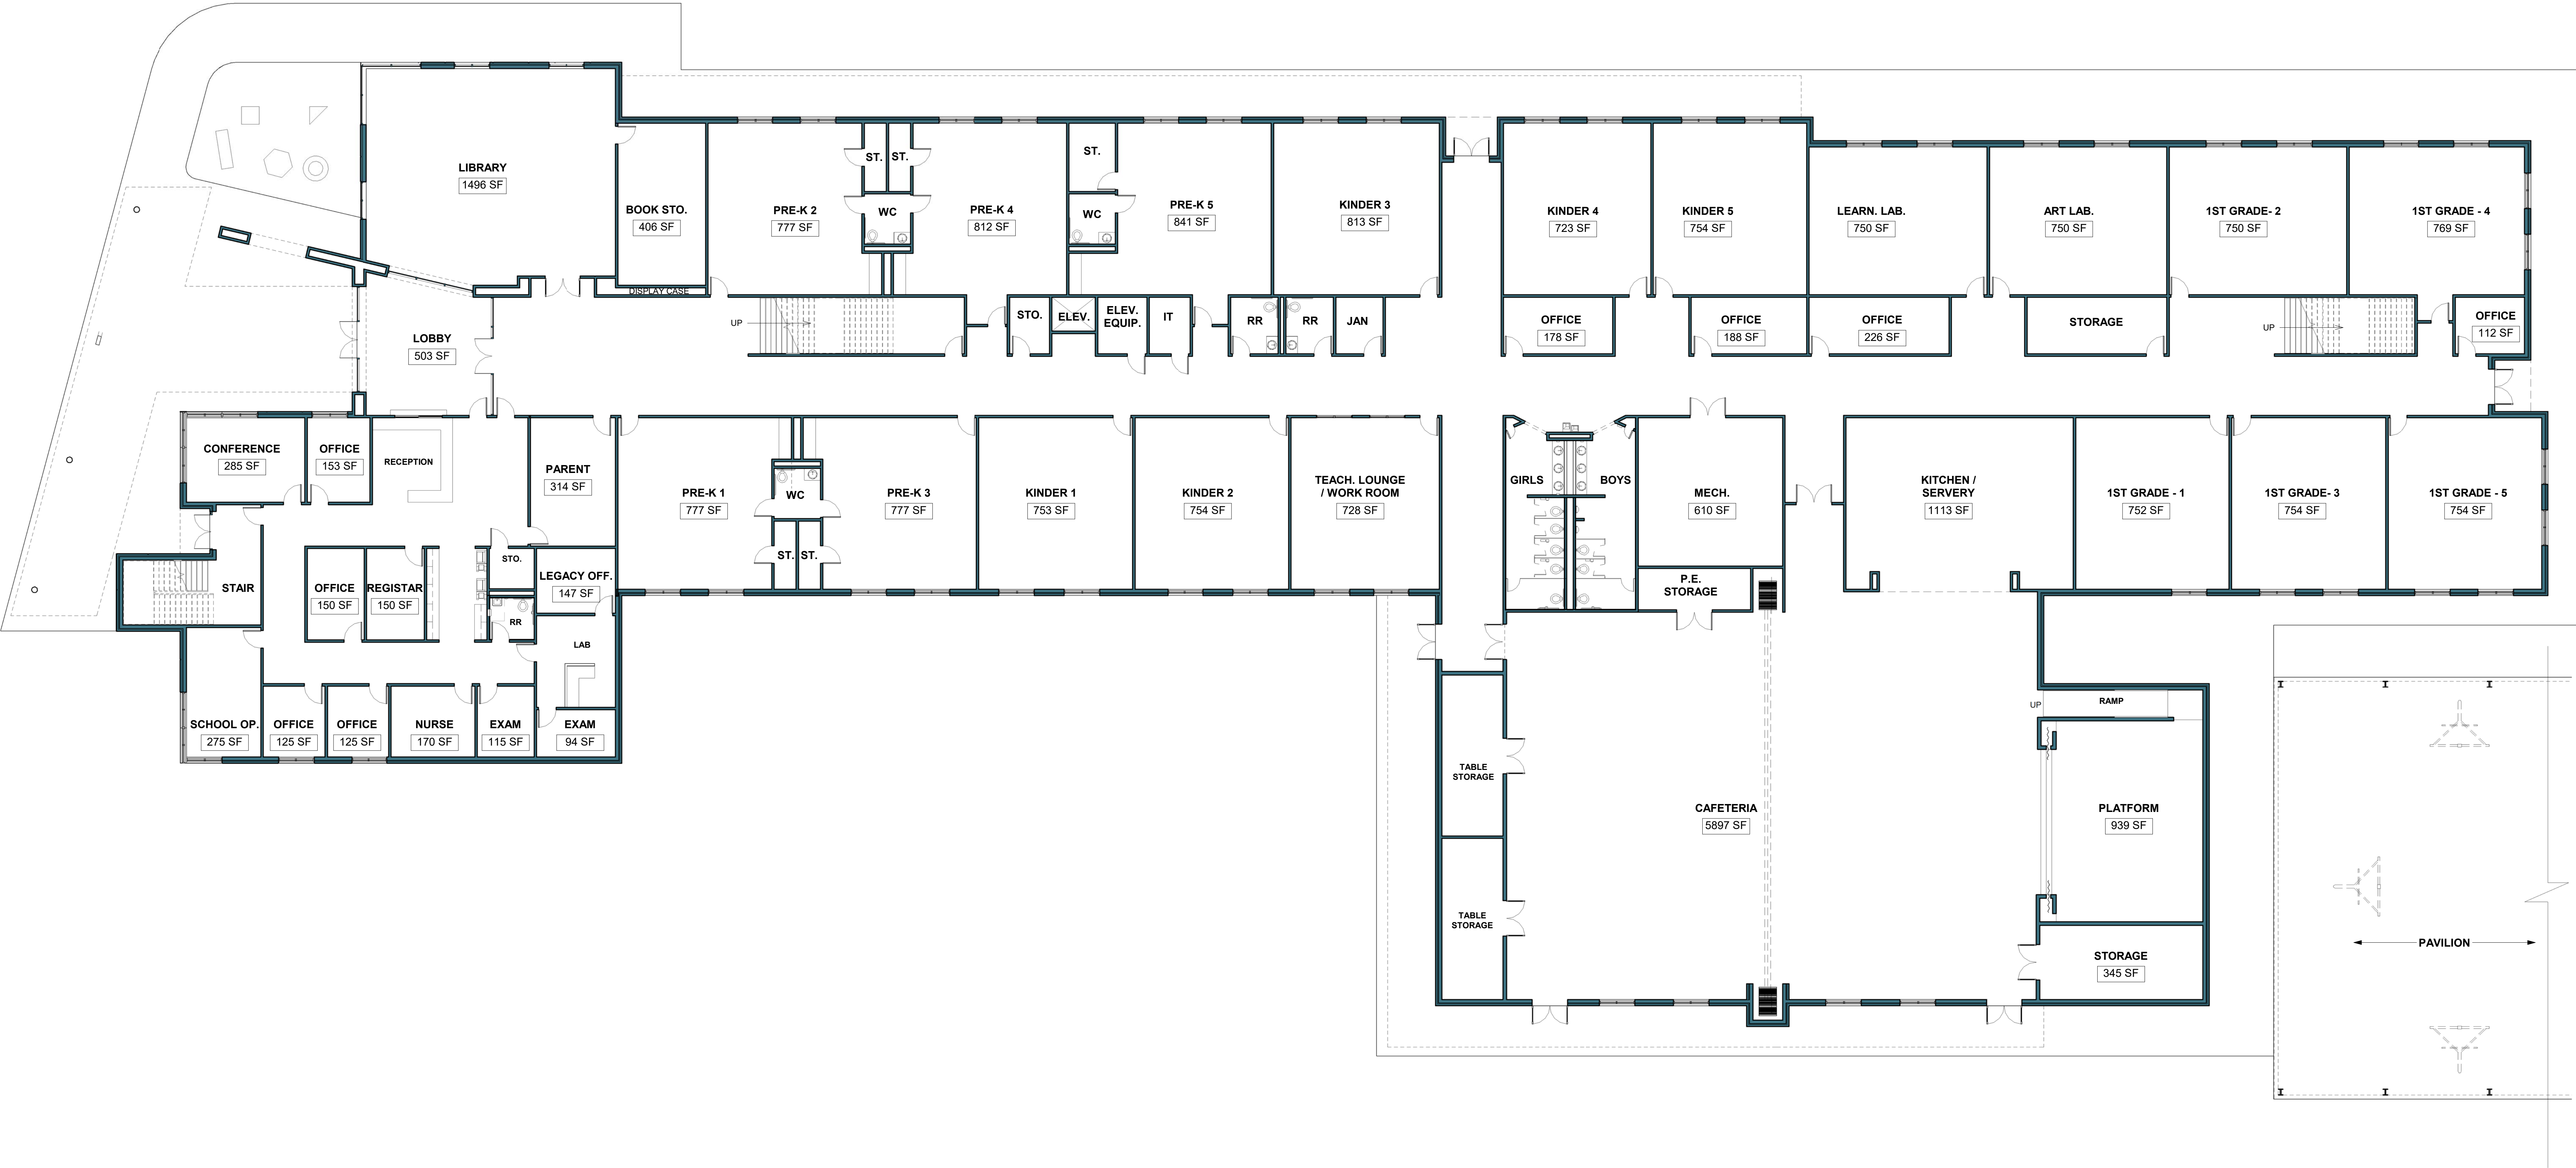 LIBRARY
1496 SF
BOOK STO.
406 SF
PRE-K 2
777 SF
ST.
ST.
WC
PRE-K 4
812 SF
ST.
WC
PRE-K 5
841 SF
KINDER 3
813 SF
KINDER 4
723 SF
KINDER 5
754 SF
LEARN. LAB.
750 SF
ART LAB.
750 SF
1ST GRADE- 2
750 SF
1ST GRADE - 4
769 SF
DISPLAY CASE
LOBBY
503 SF
UP
STO.
ELEV.
ELEV.
EQUIP.
IT
RR
RR
JAN
OFFICE
178 SF
OFFICE
188 SF
OFFICE
226 SF
STORAGE
UP
OFFICE
112 SF
CONFERENCE
285 SF
OFFICE
153 SF
RECEPTION
PARENT
314 SF
PRE-K 1
777 SF
WC
ST.
ST.
PRE-K 3
777 SF
KINDER 1
753 SF
KINDER 2
754 SF
TEACH. LOUNGE
/ WORK ROOM
728 SF
GIRLS
BOYS
MECH.
610 SF
KITCHEN /
SERVERY
1113 SF
1ST GRADE - 1
752 SF
1ST GRADE- 3
754 SF
1ST GRADE - 5
754 SF
STAIR
OFFICE
150 SF
REGISTAR
150 SF
STO.
LEGACY OFF.
147 SF
RR
LAB
P.E.
STORAGE
SCHOOL OP.
275 SF
OFFICE
125 SF
OFFICE
125 SF
NURSE
170 SF
EXAM
115 SF
EXAM
94 SF
UP
RAMP
TABLE
STORAGE
CAFETERIA
5897 SF
PLATFORM
939 SF
TABLE
STORAGE
STORAGE
345 SF
PAVILION